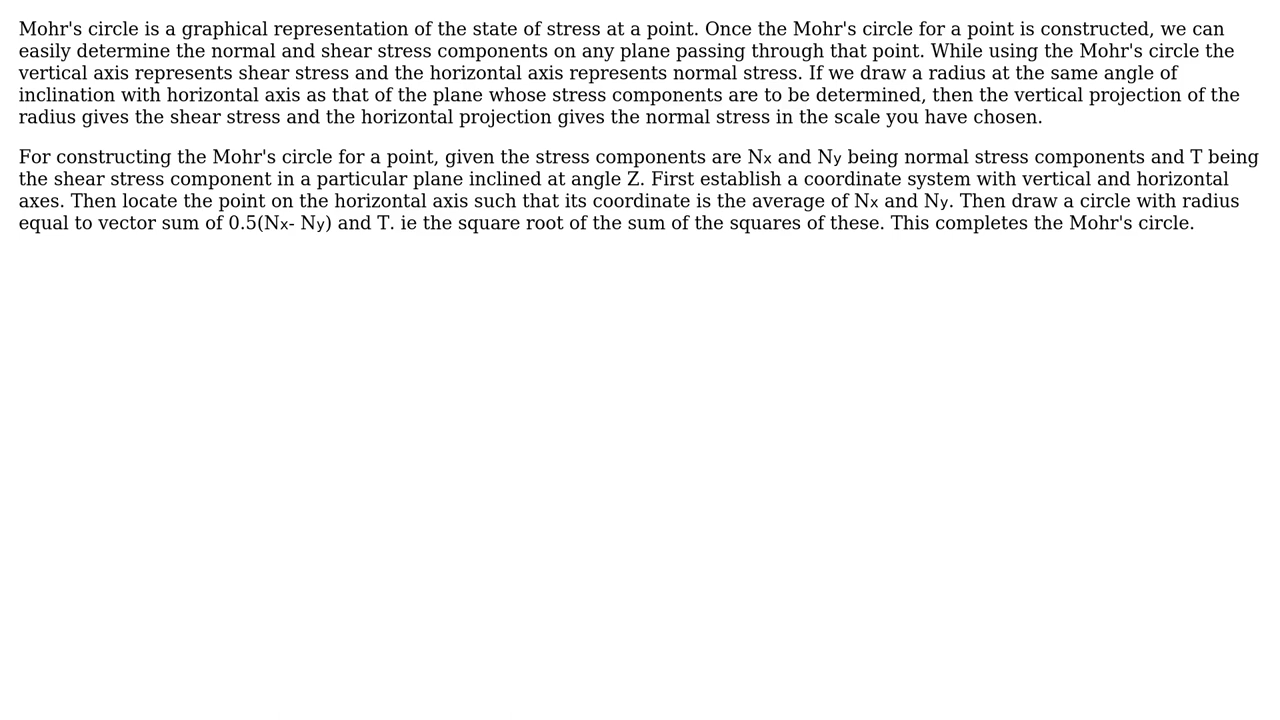 Mohr's circle is a graphical representation of the state of stress at a point. Once the Mohr's circle for a point is constructed, we can
easily determine the normal and shear stress components on any plane passing through that point. While using the Mohr's circle the
vertical axis represents shear stress and the horizontal axis represents normal stress. If we draw a radius at the same angle of
inclination with horizontal axis as that of the plane whose stress components are to be determined, then the vertical projection of the
radius gives the shear stress and the horizontal projection gives the normal stress in the scale you have chosen.
For constructing the Mohr's circle for a point, given the stress components are Nₓ and Ny being normal stress components and T being
the shear stress component in a particular plane inclined at angle Z. First establish a coordinate system with vertical and horizontal
axes. Then locate the point on the horizontal axis such that its coordinate is the average of Nₓ and Ny. Then draw a circle with radius
equal to vector sum of 0.5(Nₓ- Ny) and T. ie the square root of the sum of the squares of these. This completes the Mohr's circle.